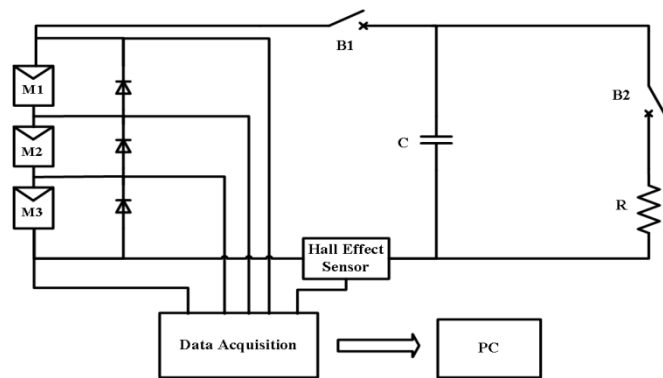 B1
M1
B2
M2
C
M3
R
Hall Effect
Sensor
Data Acquisition
PC